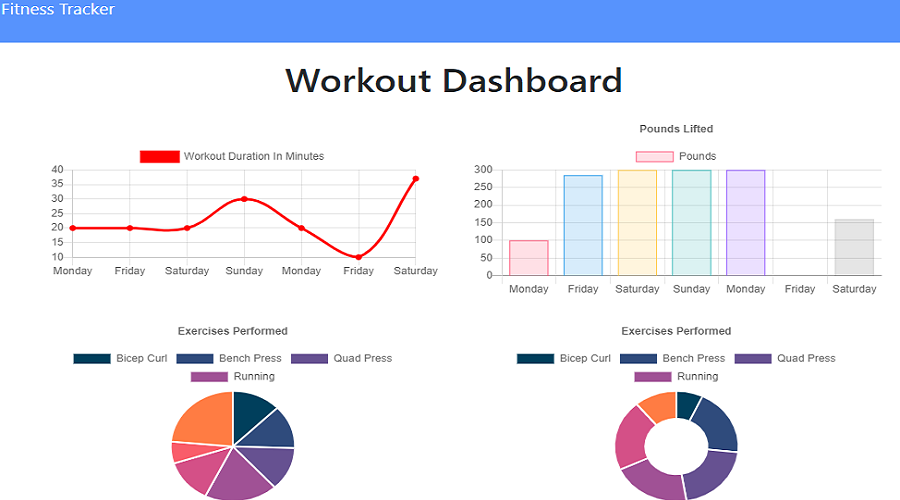 Fitness Tracker
Workout Dashboard
Workout Duration In Minutes
40
35
30
25
20
15
10
Monday Friday Saturday Sunday Monday Friday Saturday
Pounds Lifted
Pounds
300
250
200
150
100
50
0
Monday Friday Saturday Sunday Monday Friday Saturday
Exercises Performed
Bicep Curl Bench Press Quad Press
Running
Exercises Performed
Bicep Curl Bench Press Quad Press
Running